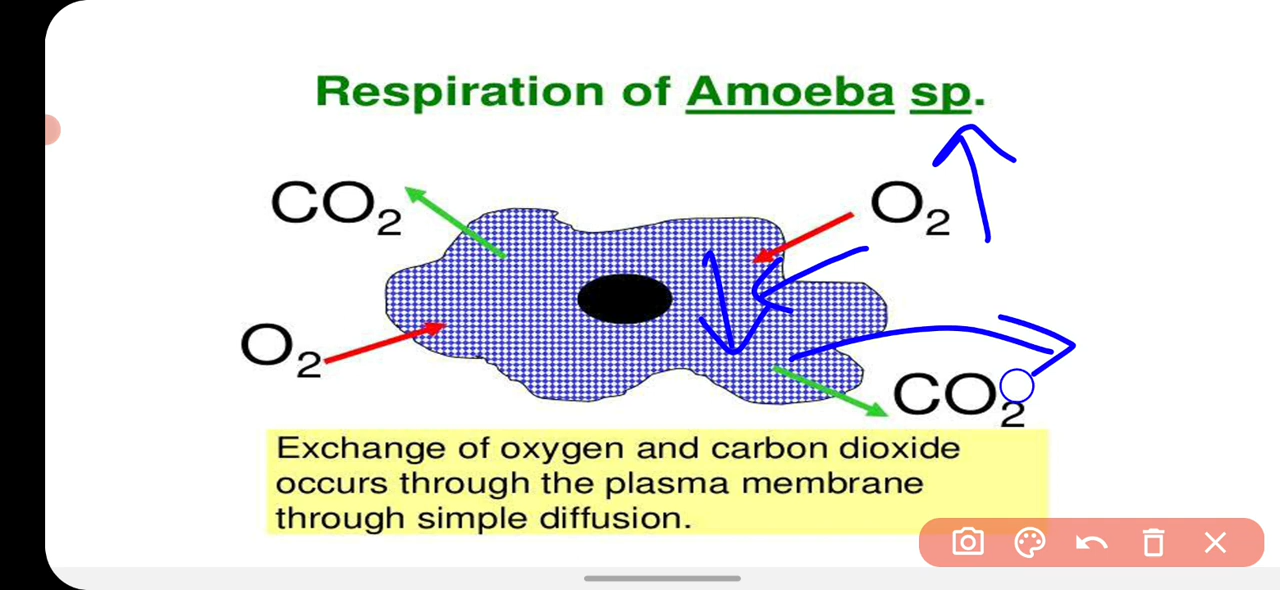 Respiration of Amoeba sp.
CO₂
O₂
O₂
CO₂
Exchange of oxygen and carbon dioxide
occurs through the plasma membrane
through simple diffusion.